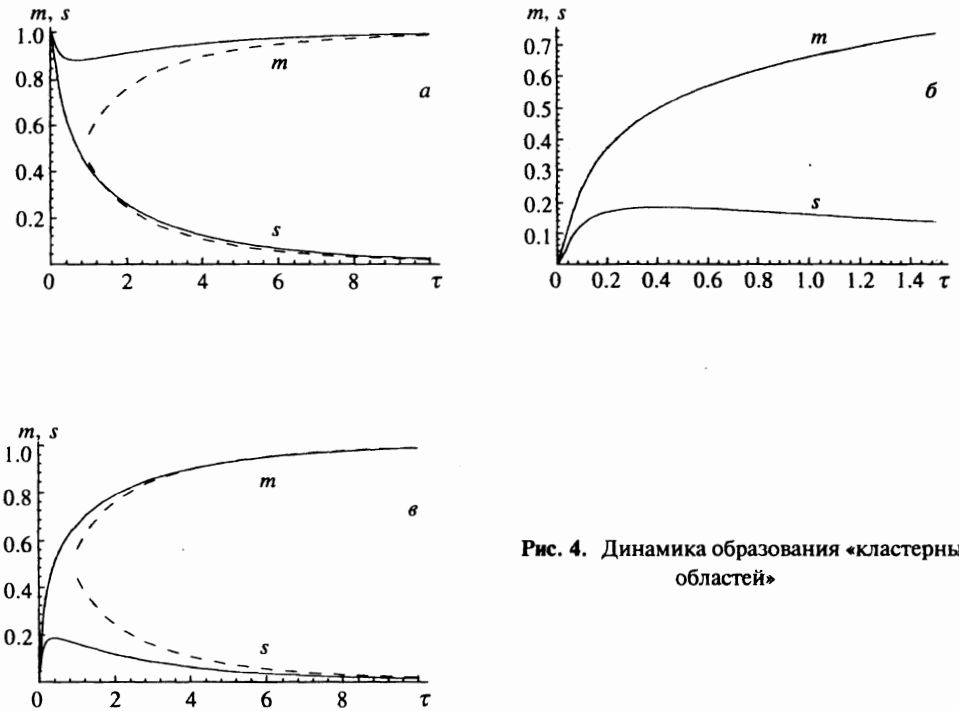 m, s
1.0
0.8
0.6
0.4
0.2
0 2 4 6 8 τ
m
s
а
m, s
0.7
0.6
0.5
0.4
0.3
0.2
0.1
0 0.2 0.4 0.6 0.8 1.0 1.2 1.4 τ
m
s
б
m, s
1.0
0.8
0.6
0.4
0.2
0 2 4 6 8 τ
m
s
в
Рис. 4. Динамика образования «кластерны
областей»